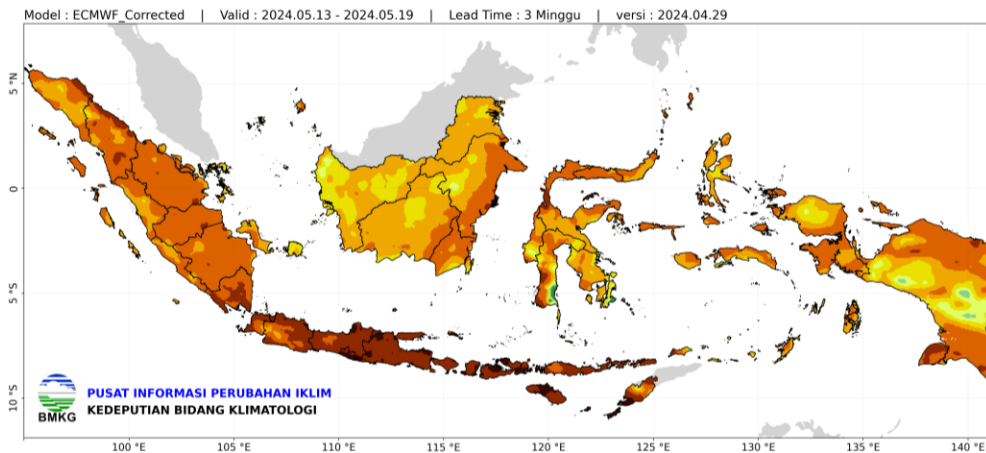 Model : ECMWF_Corrected | Valid : 2024.05.13 - 2024.05.19 | Lead Time : 3 Minggu | versi : 2024.04.29
5 °N
0
5 °S
10 °S
BMKG
PUSAT INFORMASI PERUBAHAN IKLIM
KEDEPUTIAN BIDANG KLIMATOLOGI
100 °E 105 °E 110 °E 115 °E 120 °E 125 °E 130 °E 135 °E 140 °E